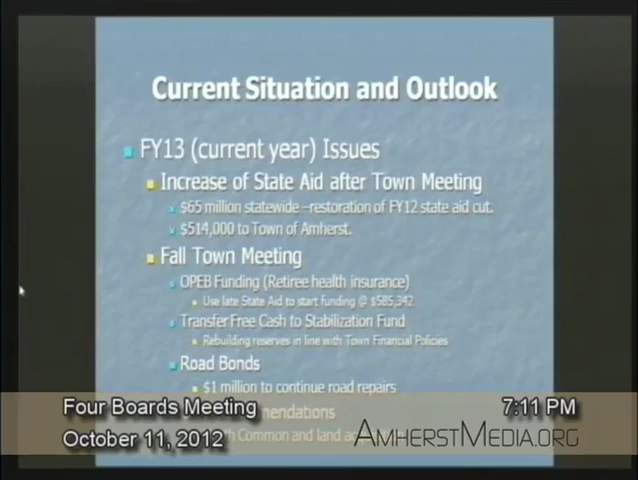 Current Situation and Outlook
FY13 (current year) Issues
Increase of State Aid after Town Meeting
$65 million statewide –restoration of FY12 state aid cut.
$514,000 to Town of Amherst.
Fall Town Meeting
OPEB Funding (Retiree health insurance)
Use late State Aid to start funding @ $585,342
Transfer Free Cash to Stabilization Fund
Rebuilding reserves in line with Town Financial Policies
Road Bonds
$1 million to continue road repairs
Four Boards Meeting
7:11 PM
October 11, 2012
AMHERSTMEDIA.ORG
Common and land